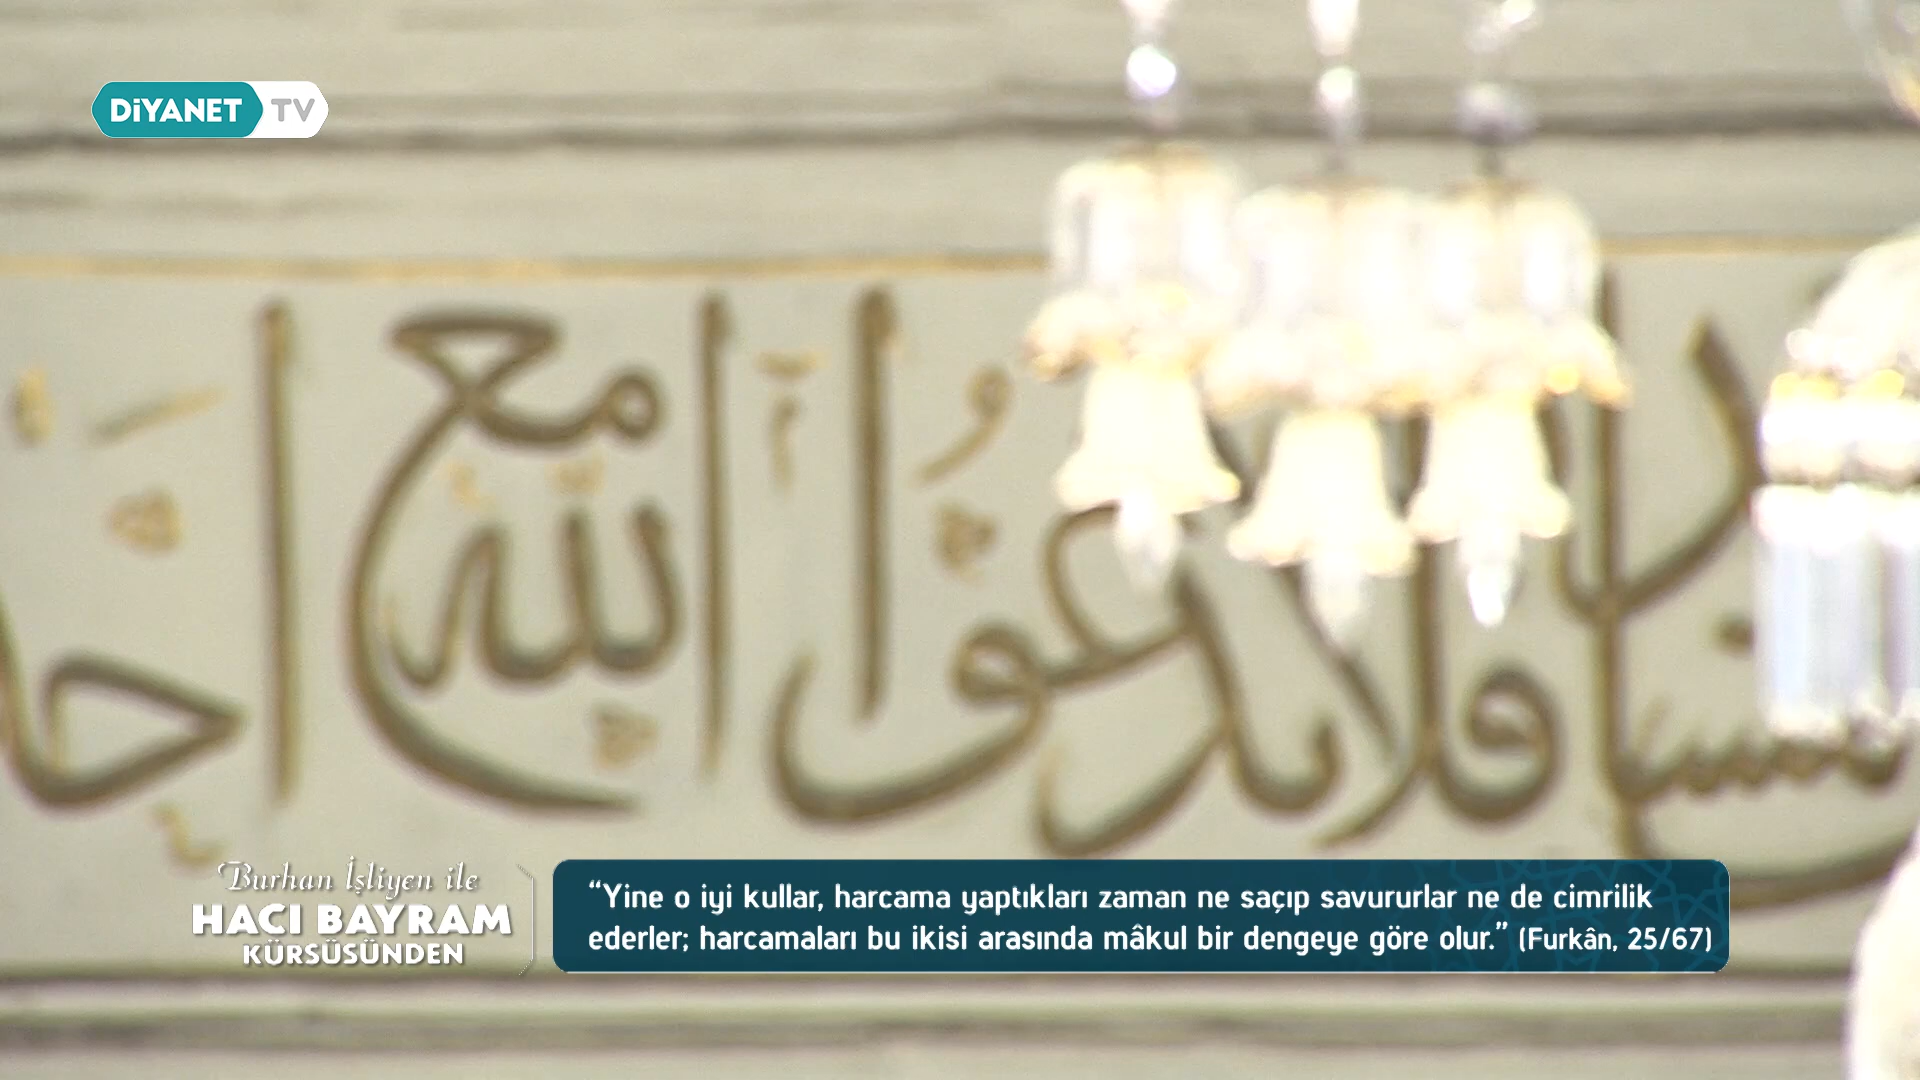 DİYANET TV
فلا تدعوا مع الله احدا
Burhan İşliyen ile
HACI BAYRAM
KÜRSÜSÜNDEN
“Yine o iyi kullar, harcama yaptıkları zaman ne saçıp savururlar ne de cimrilik
ederler; harcamaları bu ikisi arasında mâkul bir dengeye göre olur.” (Furkân, 25/67)